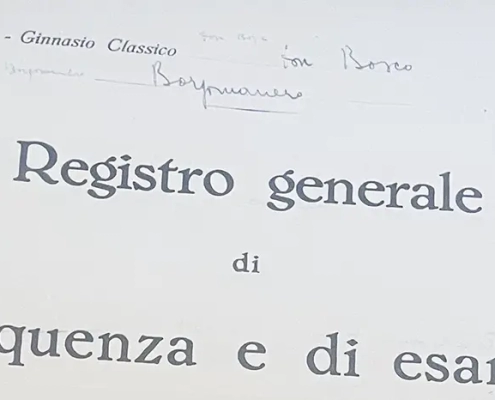 - Ginnasio Classico Don Bosco
Borgomanero
Registro generale
di
quenza e di esa